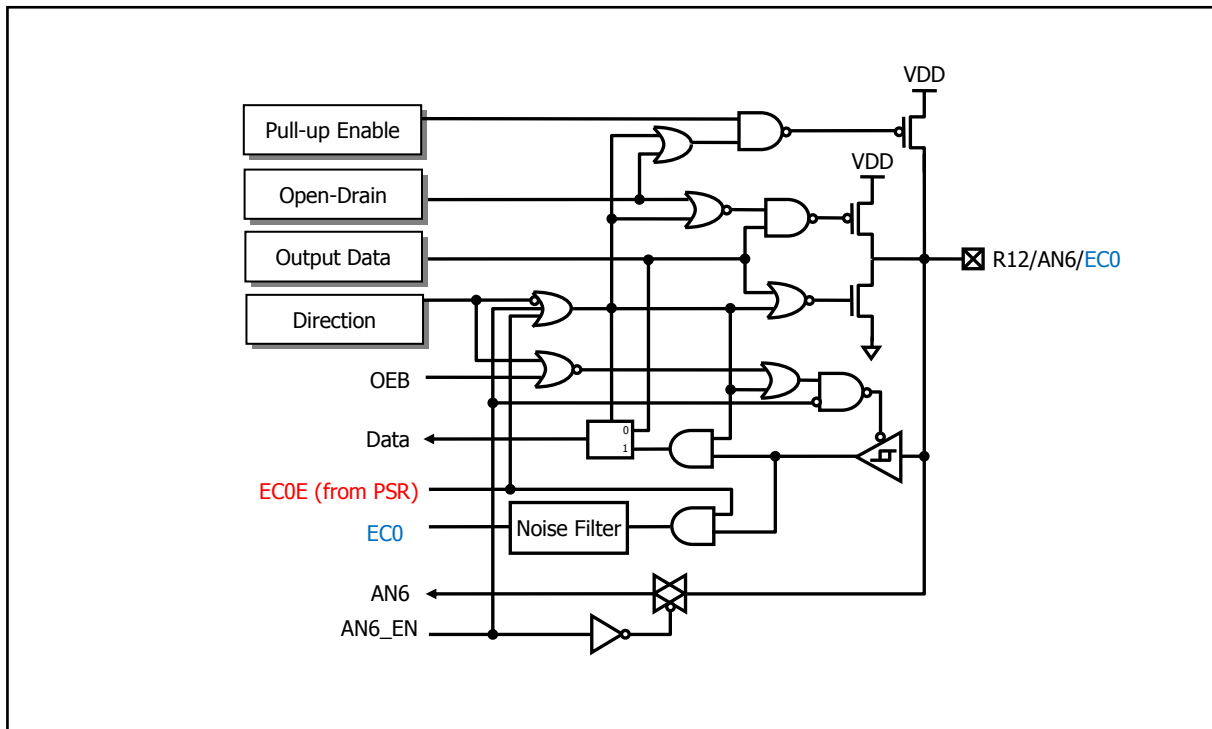 VDD
Pull-up Enable
VDD
Open-Drain
Output Data
R12/AN6/EC0
Direction
OEB
0
Data
1
EC0E (from PSR)
EC0
Noise Filter
AN6
AN6_EN